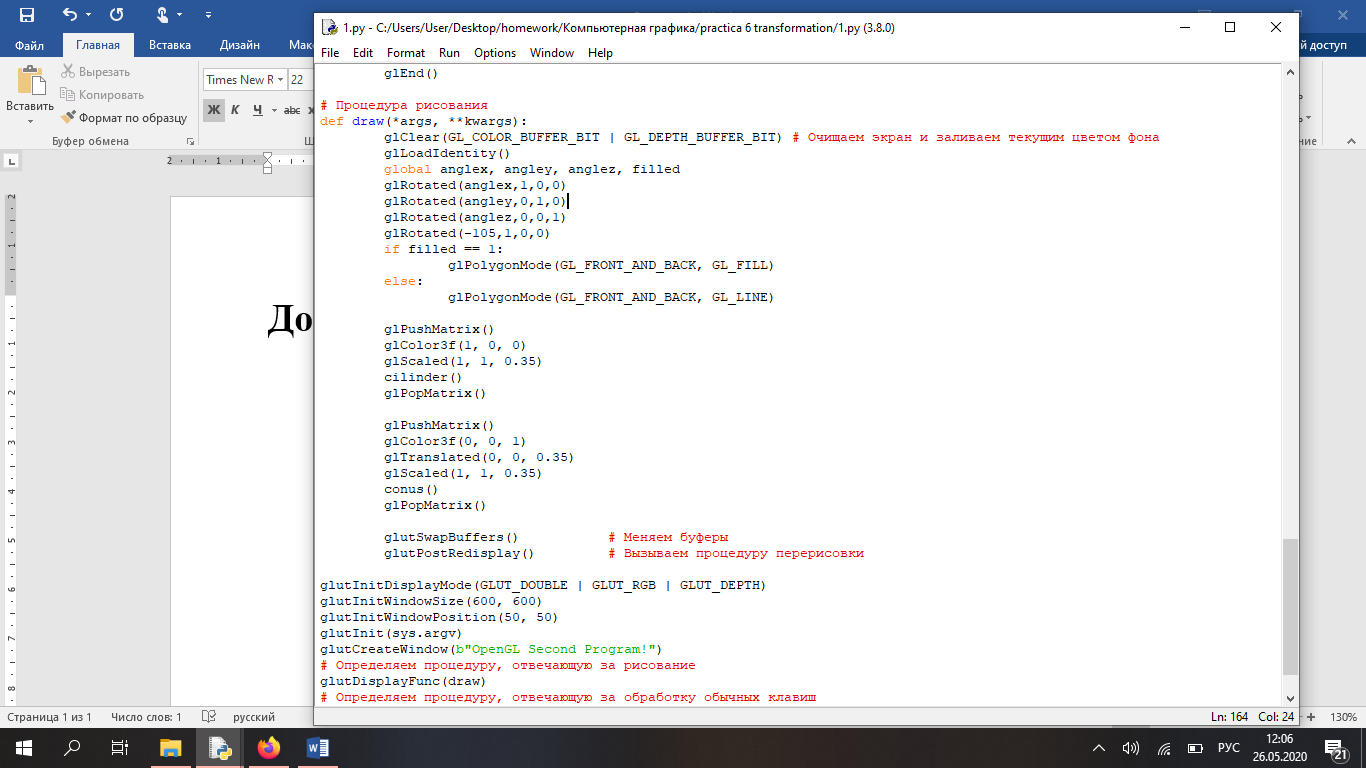 1.py - C:/Users/User/Desktop/homework/Компьютерная графика/practica 6 transformation/1.py (3.8.0)
File Edit Format Run Options Window Help
Файл Главная Вставка Дизайн Мак
й доступ
Вставить
Вырезать
Копировать
Формат по образцу
Буфер обмена
Times New R 22
Ж К Ч abc
ние
2 1
До
glEnd()
# Процедура рисования
def draw(*args, **kwargs):
glClear(GL_COLOR_BUFFER_BIT | GL_DEPTH_BUFFER_BIT) # Очищаем экран и заливаем текущим цветом фона
glLoadIdentity()
global anglex, angley, anglez, filled
glRotated(anglex,1,0,0)
glRotated(angley,0,1,0)
glRotated(anglez,0,0,1)
glRotated(-105,1,0,0)
if filled == 1:
glPolygonMode(GL_FRONT_AND_BACK, GL_FILL)
else:
glPolygonMode(GL_FRONT_AND_BACK, GL_LINE)
glPushMatrix()
glColor3f(1, 0, 0)
glScaled(1, 1, 0.35)
cilinder()
glPopMatrix()
glPushMatrix()
glColor3f(0, 0, 1)
glTranslated(0, 0, 0.35)
glScaled(1, 1, 0.35)
conus()
glPopMatrix()
glutSwapBuffers() # Меняем буферы
glutPostRedisplay() # Вызываем процедуру перерисовки
glutInitDisplayMode(GLUT_DOUBLE | GLUT_RGB | GLUT_DEPTH)
glutInitWindowSize(600, 600)
glutInitWindowPosition(50, 50)
glutInit(sys.argv)
glutCreateWindow(b"OpenGL Second Program!")
# Определяем процедуру, отвечающую за рисование
glutDisplayFunc(draw)
# Определяем процедуру, отвечающую за обработку обычных клавиш
Ln: 164 Col: 24
Страница 1 из 1 Число слов: 1 русский
130%
РУС
12:06
26.05.2020
21